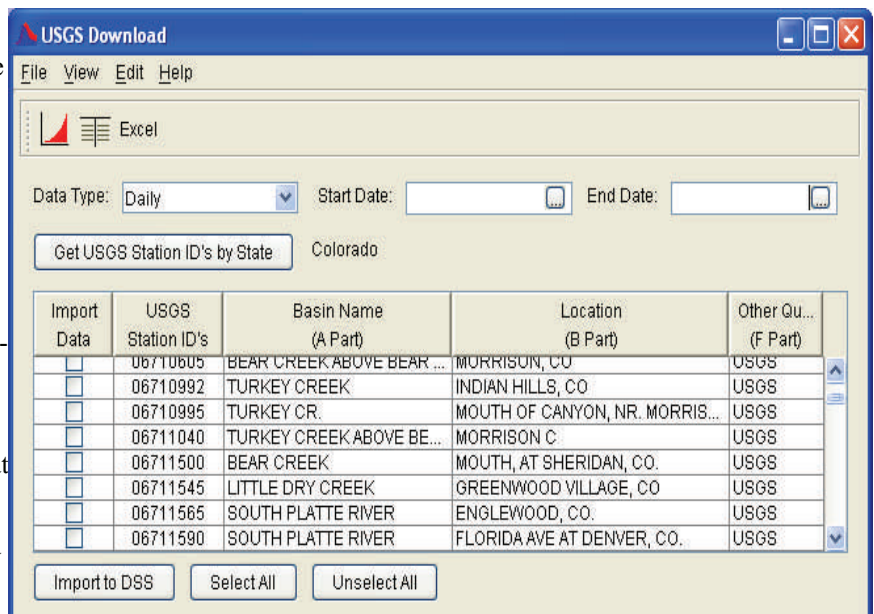 USGS Download
e
File View Edit Help
Excel
Data Type: Daily Start Date: ... End Date: ...
Get USGS Station ID's by State Colorado
Import Data USGS Station ID's Basin Name (A Part) Location (B Part) Other Qu... (F Part)
06710605 BEAR CREEK ABOVE BEAR ... MORRISON, CO USGS
06710992 TURKEY CREEK INDIAN HILLS, CO USGS
06710995 TURKEY CR. MOUTH OF CANYON, NR. MORRIS... USGS
06711040 TURKEY CREEK ABOVE BE... MORRISON C USGS
at
06711500 BEAR CREEK MOUTH, AT SHERIDAN, CO. USGS
06711545 LITTLE DRY CREEK GREENWOOD VILLAGE, CO USGS
06711565 SOUTH PLATTE RIVER ENGLEWOOD, CO. USGS
06711590 SOUTH PLATTE RIVER FLORIDA AVE AT DENVER, CO. USGS
Import to DSS Select All Unselect All